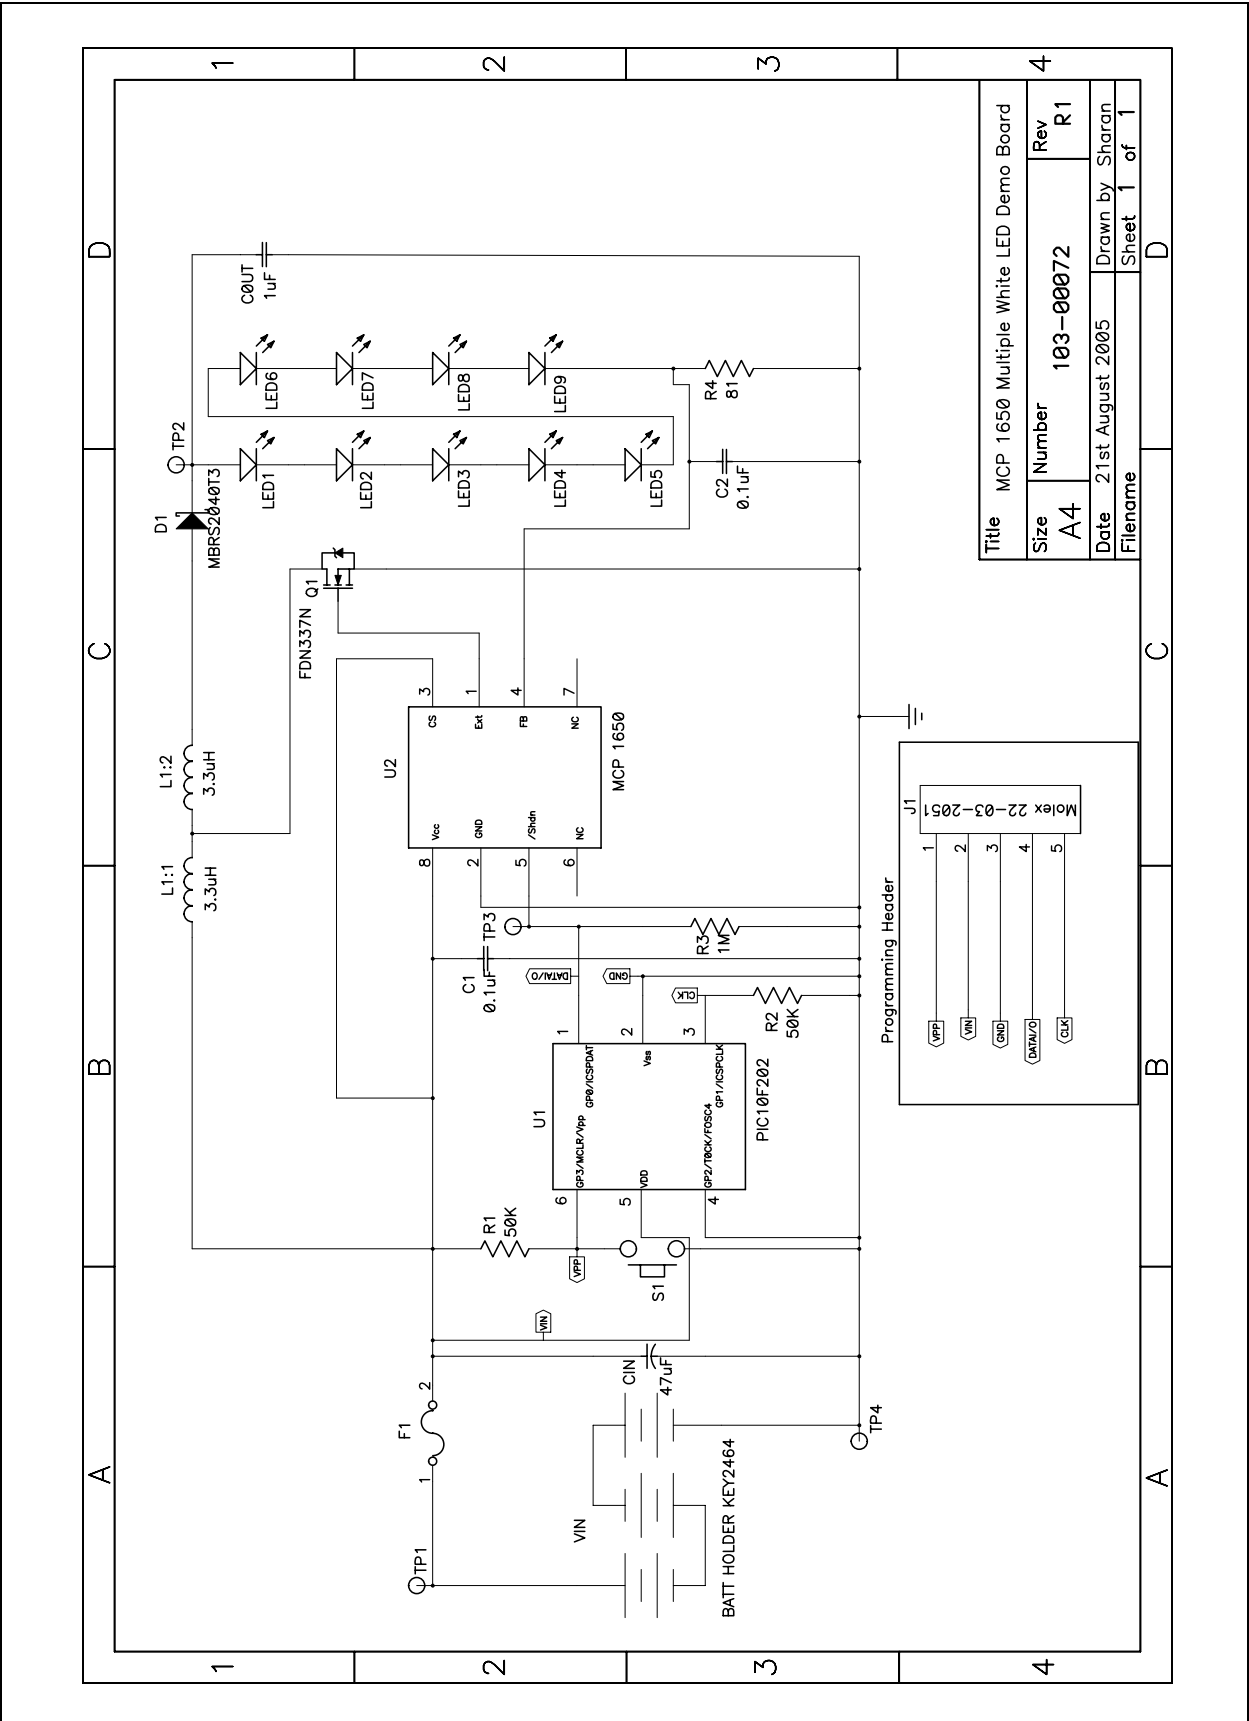 1
2
3
4
D
D
C
C
B
B
A
A
1
2
3
4
L1:1
3.3uH
L1:2
3.3uH
D1
MBRS2040T3
TP2
C0UT
1uF
LED1
LED2
LED3
LED4
LED5
LED6
LED7
LED8
LED9
R4
81
C2
0.1uF
Q1
FDN337N
U2
MCP 1650
Vcc
GND
/Shdn
NC
CS
Ext
FB
NC
8
2
5
6
3
1
4
7
TP3
R3
1M
C1
0.1uF
DATAI/O
GND
CLK
R2
50K
U1
PIC10F202
GP3/MCLR/Vpp
GP0/ICSPDAT
VDD
Vss
GP2/T0CK/FOSC4
GP1/ICSPCLK
6
5
4
1
2
3
R1
50K
VPP
S1
VIN
CIN
47uF
F1
1
2
TP1
VIN
BATT HOLDER KEY2464
TP4
Programming Header
J1
Molex 22-03-2051
1
2
3
4
5
VPP
VIN
GND
DATAI/O
CLK
Title
MCP 1650 Multiple White LED Demo Board
Size
A4
Number
103-00072
Rev
R1
Date
21st August 2005
Drawn by Sharan
Filename
Sheet 1 of 1